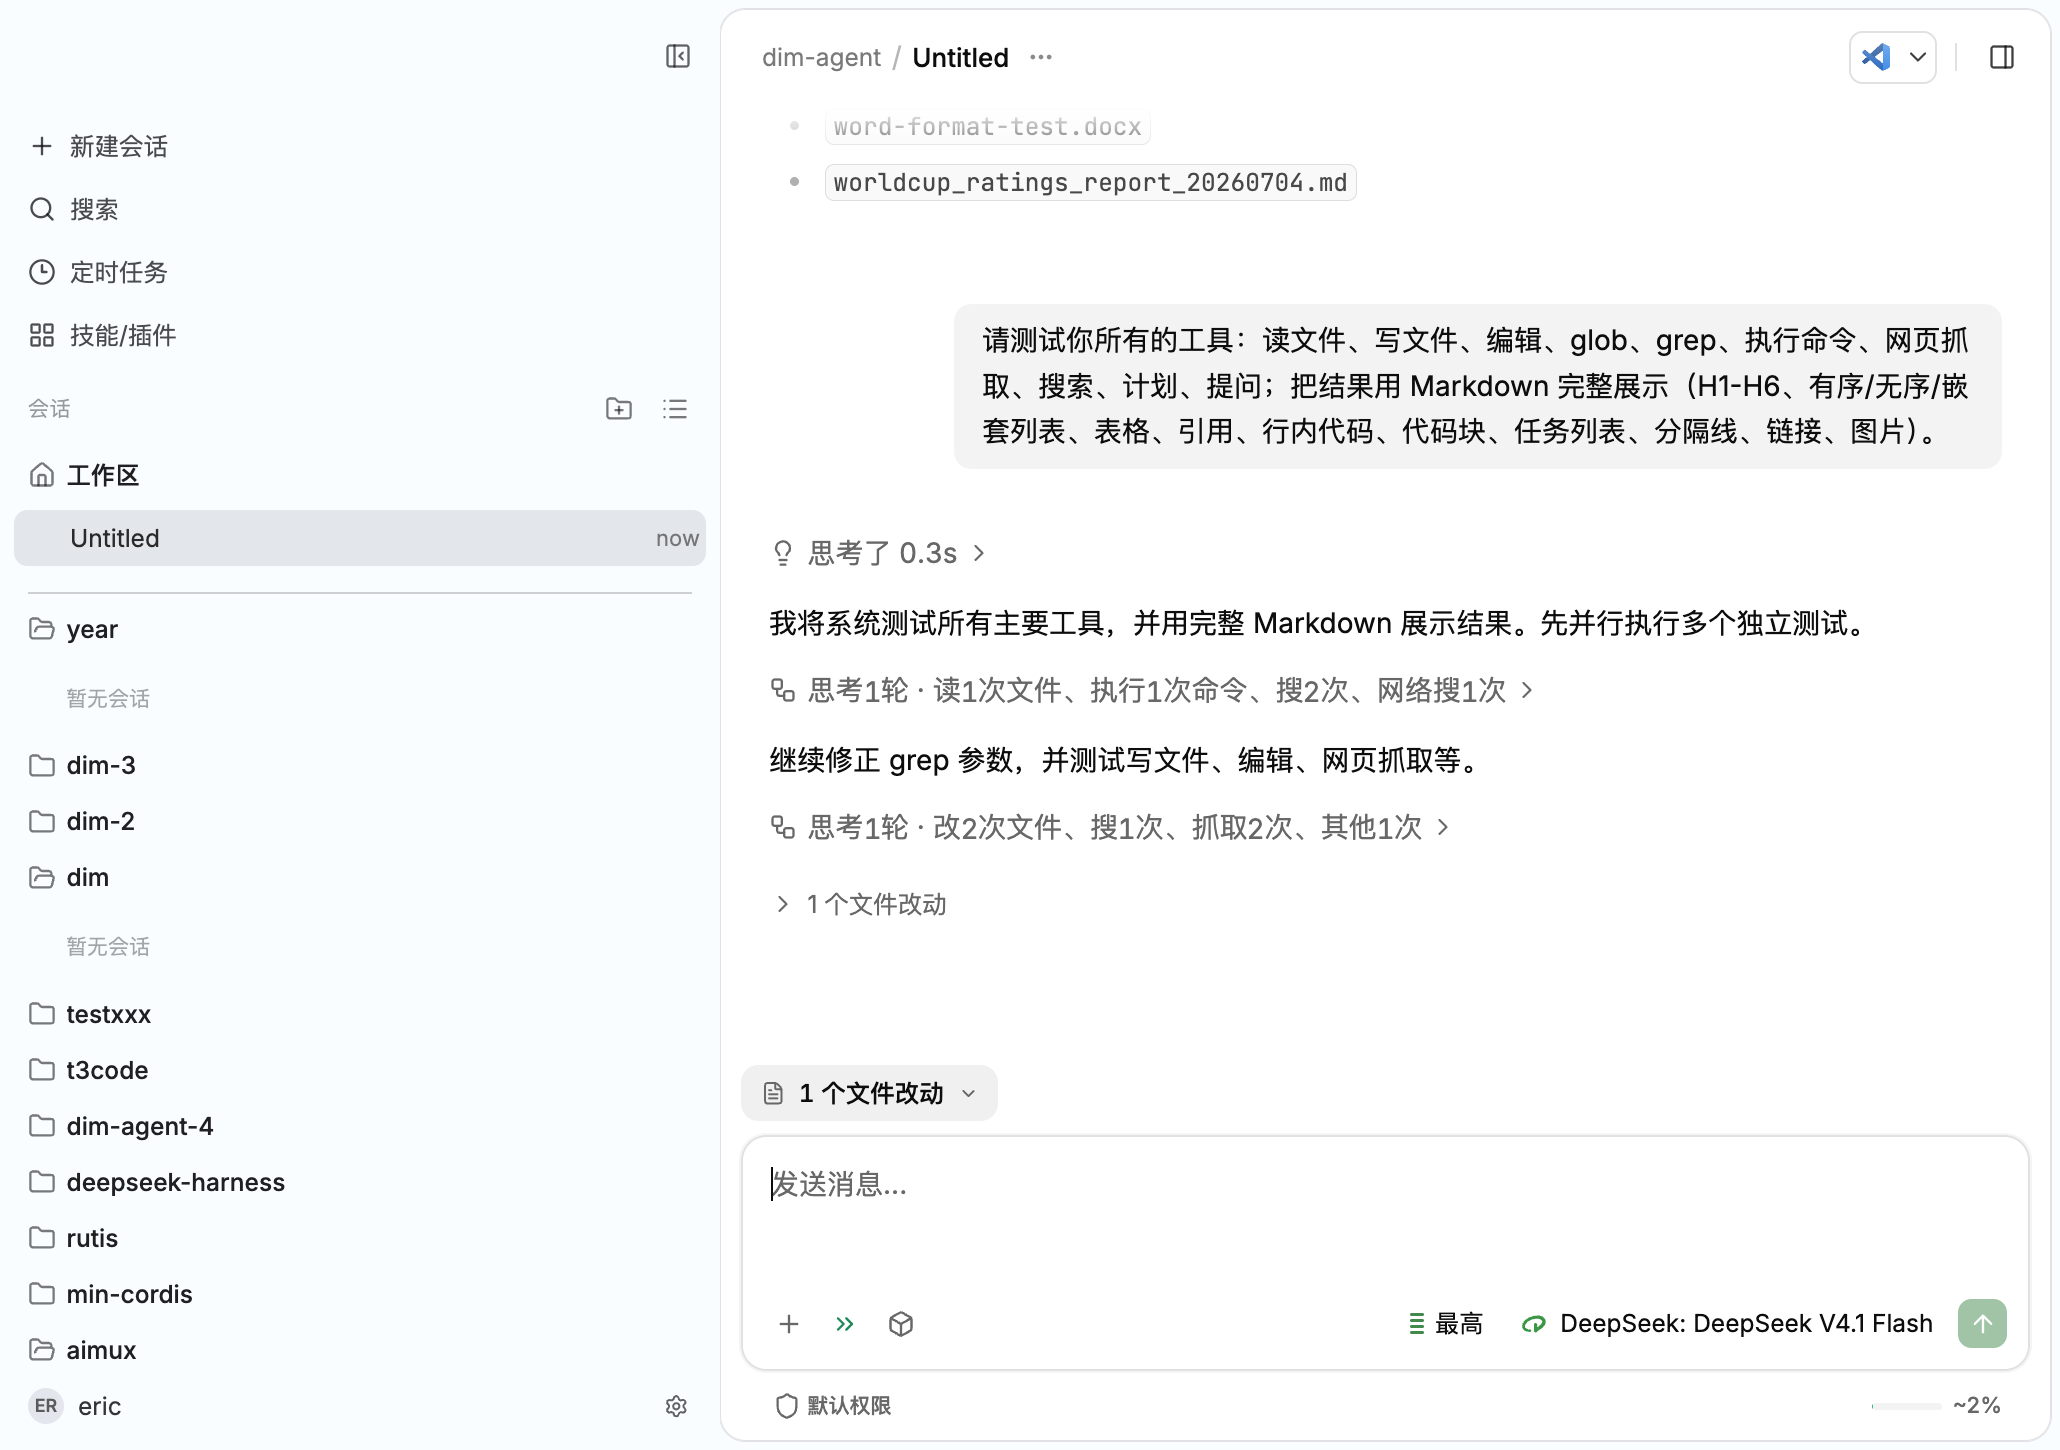 新建会话
搜索
定时任务
技能/插件
会话
工作区
Untitled
now
year
暂无会话
dim-3
dim-2
dim
暂无会话
testxxx
t3code
dim-agent-4
deepseek-harness
rutis
min-cordis
aimux
ER eric
dim-agent / Untitled ···
word-format-test.docx
worldcup_ratings_report_20260704.md
请测试你所有的工具：读文件、写文件、编辑、glob、grep、执行命令、网页抓
取、搜索、计划、提问；把结果用 Markdown 完整展示（H1-H6、有序/无序/嵌
套列表、表格、引用、行内代码、代码块、任务列表、分隔线、链接、图片）。
思考了 0.3s
我将系统测试所有主要工具，并用完整 Markdown 展示结果。先并行执行多个独立测试。
思考1轮 · 读1次文件、执行1次命令、搜2次、网络搜1次
继续修正 grep 参数，并测试写文件、编辑、网页抓取等。
思考1轮 · 改2次文件、搜1次、抓取2次、其他1次
1 个文件改动
1 个文件改动
发送消息...
最高
DeepSeek: DeepSeek V4.1 Flash
默认权限
~2%